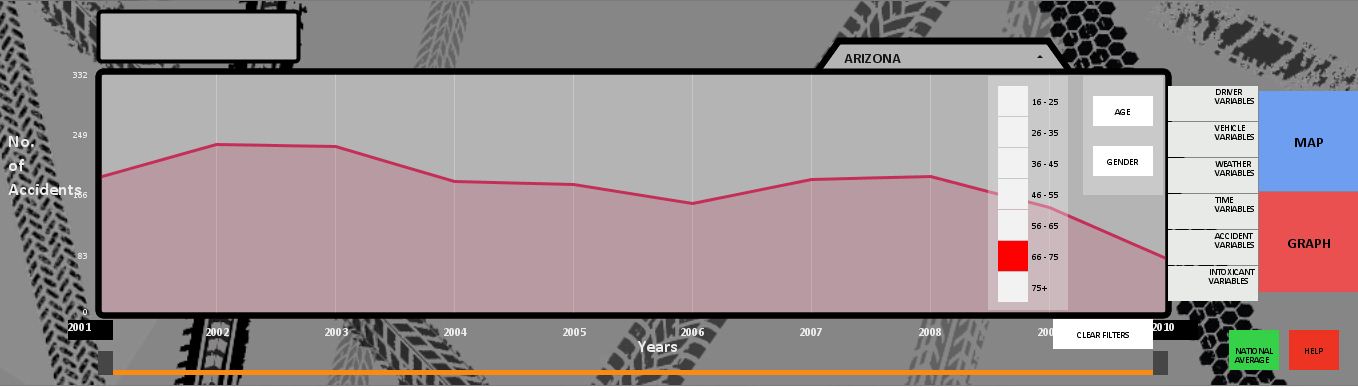 ARIZONA
332
249
166
83
0
No.
of
Accidents
16 - 25
26 - 35
36 - 45
46 - 55
56 - 65
66 - 75
75+
AGE
GENDER
DRIVER
VARIABLES
VEHICLE
VARIABLES
WEATHER
VARIABLES
TIME
VARIABLES
ACCIDENT
VARIABLES
INTOXICANT
VARIABLES
MAP
GRAPH
2001
2002
2003
2004
2005
2006
2007
2008
2010
Years
CLEAR FILTERS
NATIONAL
AVERAGE
HELP